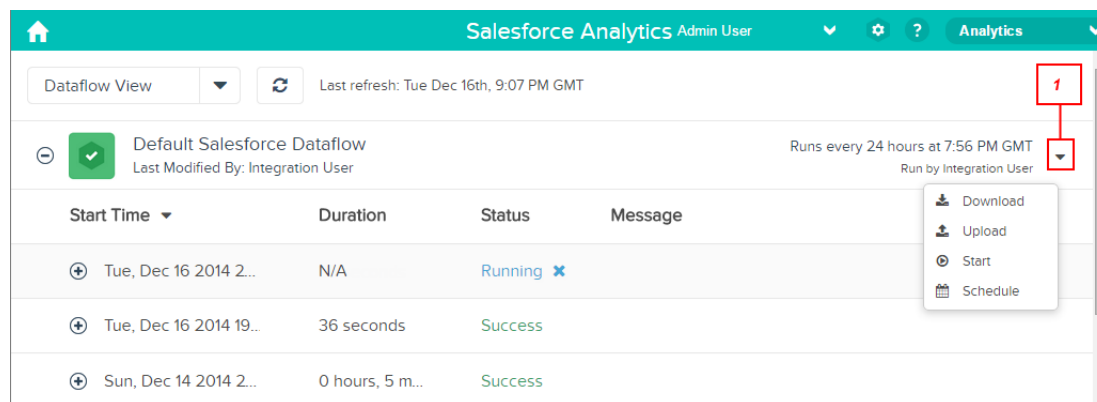 Salesforce Analytics Admin User ? Analytics
Dataflow View Last refresh: Tue Dec 16th, 9:07 PM GMT
1
Default Salesforce Dataflow
Last Modified By: Integration User
Runs every 24 hours at 7:56 PM GMT
Run by Integration User
Download
Upload
Start
Schedule
Start Time Duration Status Message
Tue, Dec 16 2014 2... N/A Running
Tue, Dec 16 2014 19... 36 seconds Success
Sun, Dec 14 2014 2... 0 hours, 5 m... Success